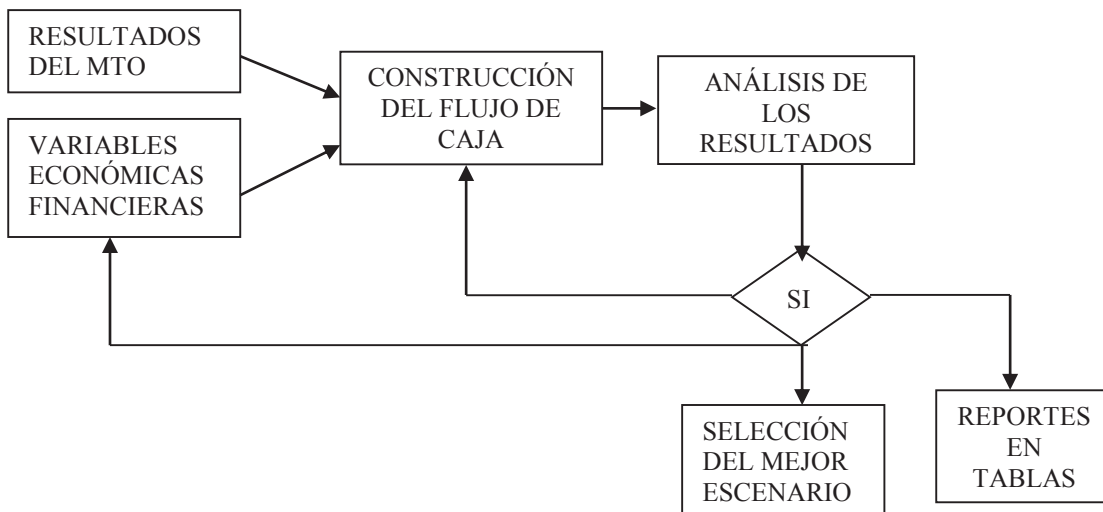 RESULTADOS
DEL MTO
VARIABLES
ECONÓMICAS
FINANCIERAS
CONSTRUCCIÓN
DEL FLUJO DE
CAJA
ANÁLISIS DE
LOS
RESULTADOS
SI
SELECCIÓN
DEL MEJOR
ESCENARIO
REPORTES
EN
TABLAS